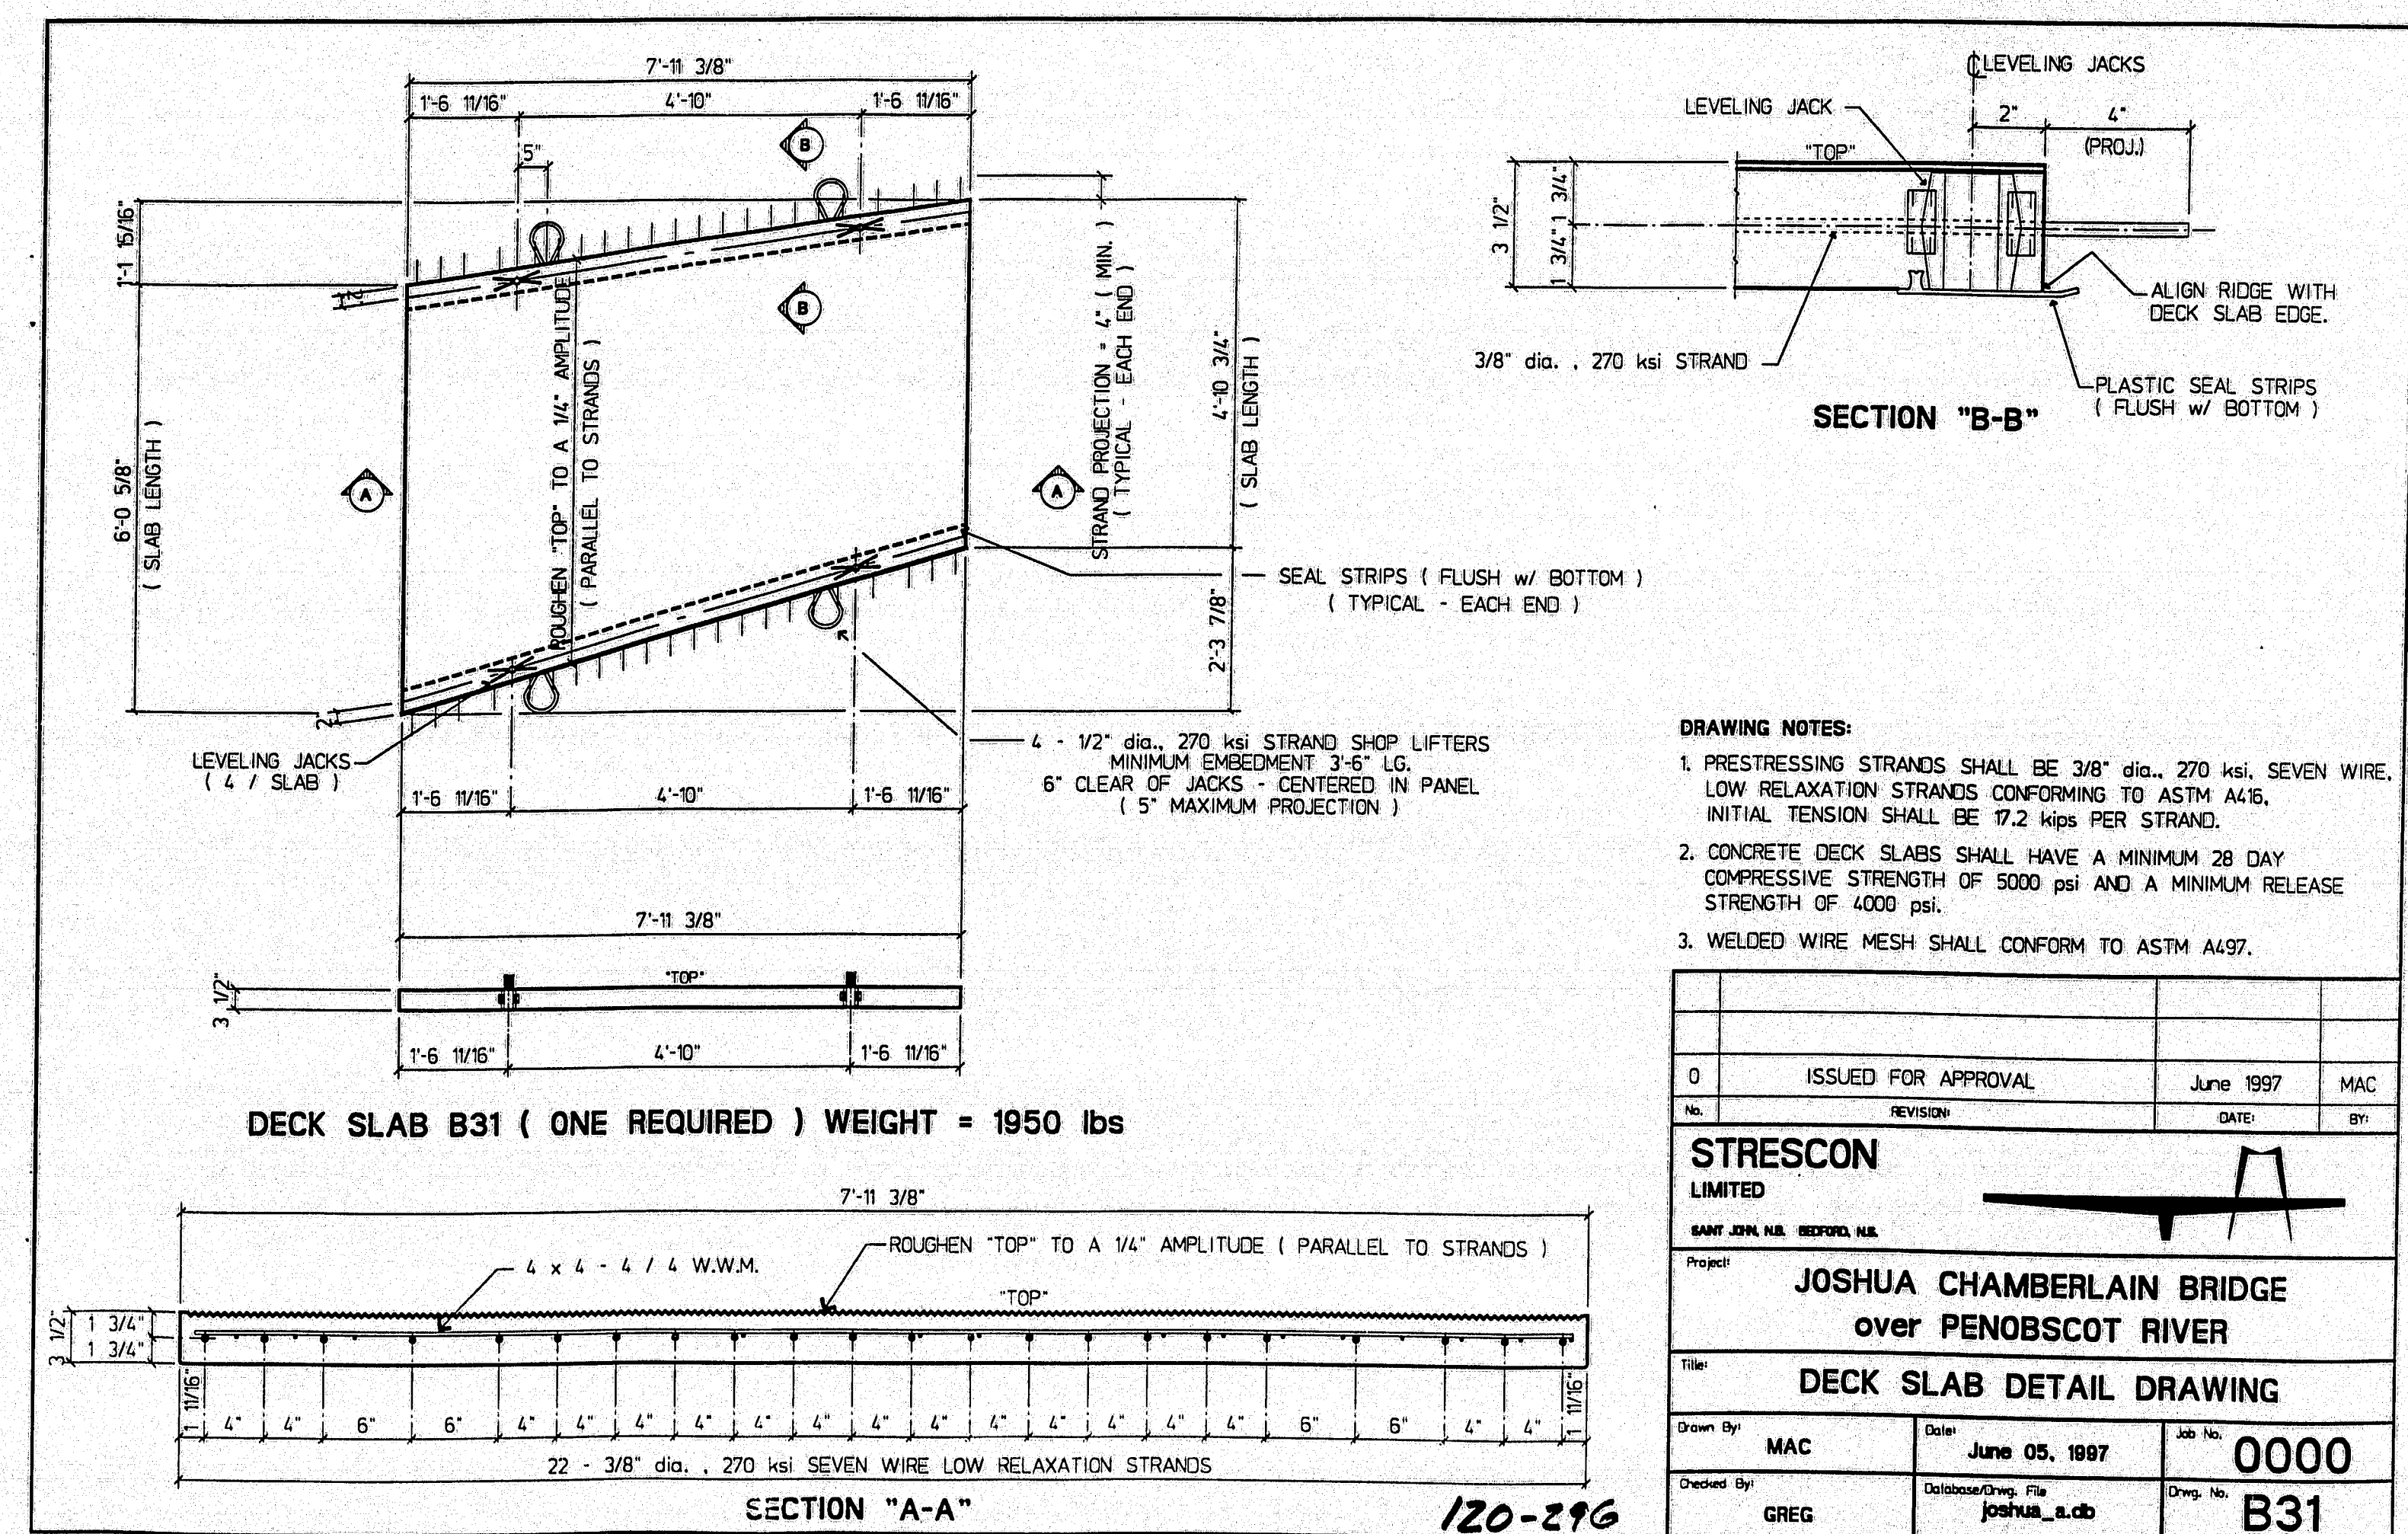 7'-11 3/8"
1'-6 11/16" 4'-10" 1'-6 11/16"
5"
B
1'-1 15/16"
2"
B
6'-0 5/8"
( SLAB LENGTH )
A
ROUGHEN "TOP" TO A 1/4" AMPLITUDE
( PARALLEL TO STRANDS )
A
STRAND PROJECTION = 4" ( MIN. )
( TYPICAL - EACH END )
4'-10 3/4"
( SLAB LENGTH )
2'-3 7/8"
SEAL STRIPS ( FLUSH w/ BOTTOM )
( TYPICAL - EACH END )
2"
LEVELING JACKS
( 4 / SLAB )
4 - 1/2" dia., 270 ksi STRAND SHOP LIFTERS
MINIMUM EMBEDMENT 3'-6" LG.
6" CLEAR OF JACKS - CENTERED IN PANEL
( 5" MAXIMUM PROJECTION )
1'-6 11/16" 4'-10" 1'-6 11/16"
7'-11 3/8"
"TOP"
3 1/2"
1'-6 11/16" 4'-10" 1'-6 11/16"
DECK SLAB B31 ( ONE REQUIRED ) WEIGHT = 1950 lbs
7'-11 3/8"
ROUGHEN "TOP" TO A 1/4" AMPLITUDE ( PARALLEL TO STRANDS )
4 x 4 - 4 / 4 W.W.M.
"TOP"
3 1/2"
1 3/4"
1 3/4"
1 11/16" 4" 4" 6" 6" 4" 4" 4" 4" 4" 4" 4" 4" 4" 4" 4" 4" 4" 6" 6" 4" 4" 1 11/16"
22 - 3/8" dia. , 270 ksi SEVEN WIRE LOW RELAXATION STRANDS
SECTION "A-A"
120-296
℄ LEVELING JACKS
LEVELING JACK
2" 4"
(PROJ.)
"TOP"
3 1/2"
1 3/4"
1 3/4"
ALIGN RIDGE WITH
DECK SLAB EDGE.
3/8" dia. , 270 ksi STRAND
PLASTIC SEAL STRIPS
( FLUSH w/ BOTTOM )
SECTION "B-B"
DRAWING NOTES:
1. PRESTRESSING STRANDS SHALL BE 3/8" dia., 270 ksi, SEVEN WIRE,
LOW RELAXATION STRANDS CONFORMING TO ASTM A416,
INITIAL TENSION SHALL BE 17.2 kips PER STRAND.
2. CONCRETE DECK SLABS SHALL HAVE A MINIMUM 28 DAY
COMPRESSIVE STRENGTH OF 5000 psi AND A MINIMUM RELEASE
STRENGTH OF 4000 psi.
3. WELDED WIRE MESH SHALL CONFORM TO ASTM A497.
0 ISSUED FOR APPROVAL June 1997 MAC
No. REVISION: DATE: BY:
STRESCON
LIMITED
SAINT JOHN, N.B. BEDFORD, N.S.
Project:
JOSHUA CHAMBERLAIN BRIDGE
over PENOBSCOT RIVER
Title:
DECK SLAB DETAIL DRAWING
Drawn By: MAC
Date: June 05, 1997
Job No. 0000
Checked By: GREG
Database/Drwg. File joshua_a.db
Drwg. No. B31